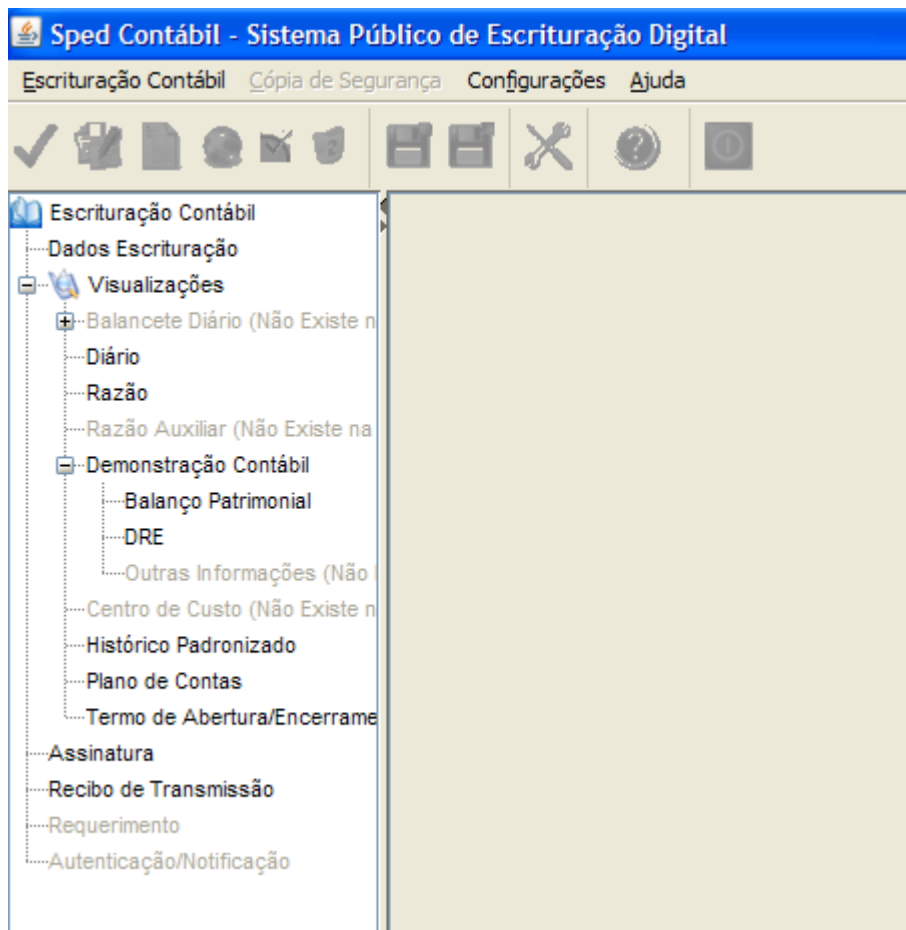 Sped Contábil - Sistema Público de Escrituração Digital
Escrituração Contábil Cópia de Segurança Configurações Ajuda
Escrituração Contábil
Dados Escrituração
Visualizações
Balancete Diário (Não Existe n
Diário
Razão
Razão Auxiliar (Não Existe na
Demonstração Contábil
Balanço Patrimonial
DRE
Outras Informações (Não
Centro de Custo (Não Existe n
Histórico Padronizado
Plano de Contas
Termo de Abertura/Encerrame
Assinatura
Recibo de Transmissão
Requerimento
Autenticação/Notificação